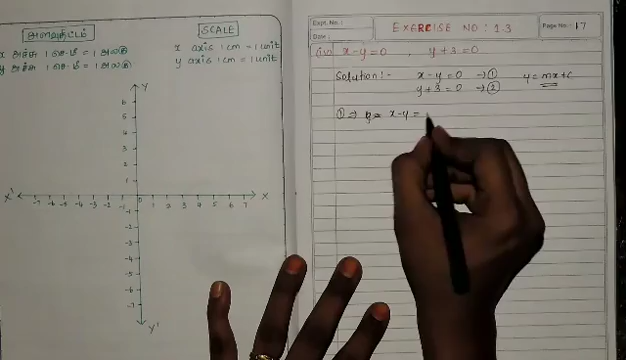 அளவுத்திட்டம்
x அச்சு 1 செ.மீ = 1 அலகு
y அச்சு 1 செ.மீ = 1 அலகு
SCALE
x axis 1 cm = 1 unit
y axis 1 cm = 1 unit
Y
6
5
4
3
2
1
X' -7 -6 -5 -4 -3 -2 -1 0 1 2 3 4 5 6 7 X
-1
-2
-3
-4
-5
-6
-7
Y'
Expt. No. :
Date :
EXERCISE NO : 1.3
Page No. : 17
(iv) x-y=0 y+3=0
Solution:- x-y=0 →① y=mx+c
y+3=0 →②
①⇒ x-y=